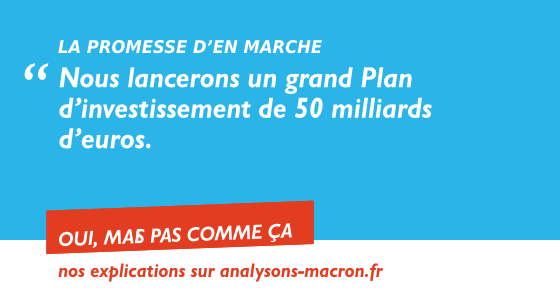 LA PROMESSE D'EN MARCHE
“ Nous lancerons un grand Plan
d'investissement de 50 milliards
d'euros.
OUI, MAIS PAS COMME ÇA
nos explications sur analysons-macron.fr